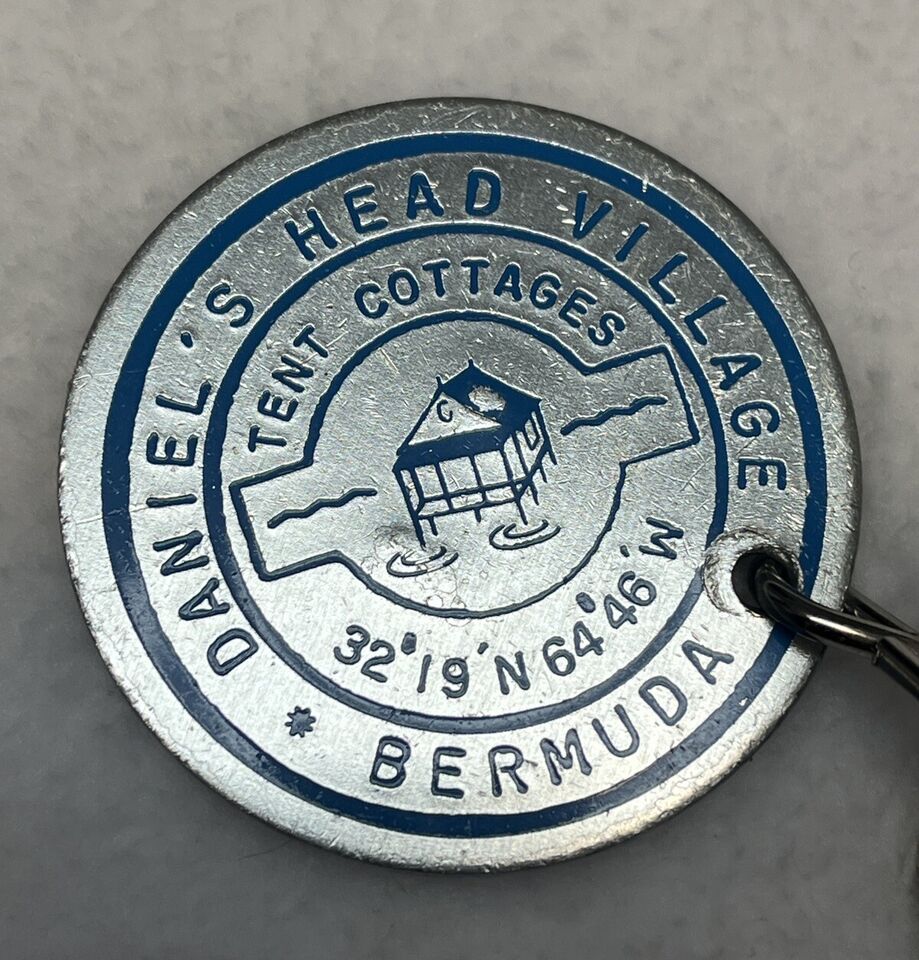 DANIEL'S HEAD VILLAGE
TENT COTTAGES
32°19'N 64°46'W
* BERMUDA